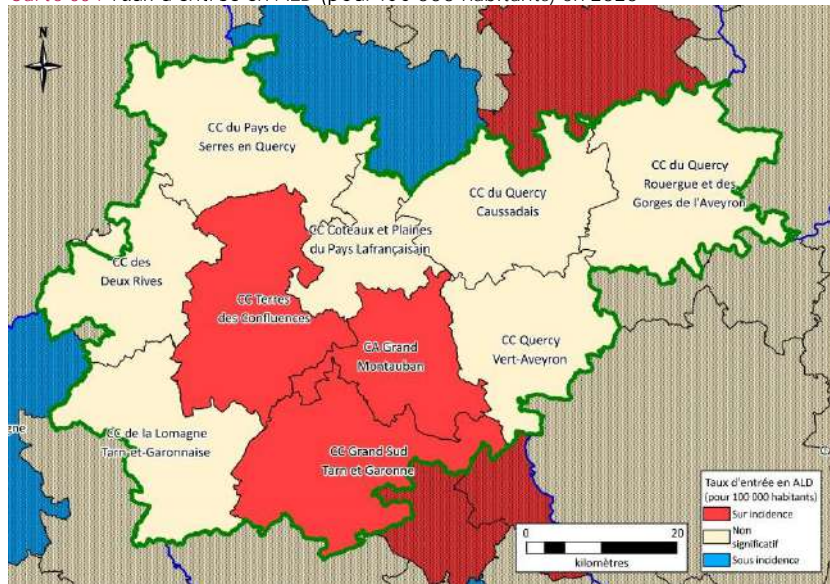 N
CC du Pays de
Serres en Quercy
CC du Quercy
Rouergue et des
Gorges de l'Aveyron
CC du Quercy
Caussadais
CC Coteaux et Plaines
du Pays Lafrançaisain
CC des
Deux Rives
CC Terres
des Confluences
CA Grand
Montauban
CC Quercy
Vert-Aveyron
CC de la Lomagne
Tarn-et-Garonnaise
CC Grand Sud
Tarn et Garonne
Taux d'entrée en ALD
(pour 100 000 habitants)
Sur incidence
Non
significatif
Sous incidence
0 20
kilomètres